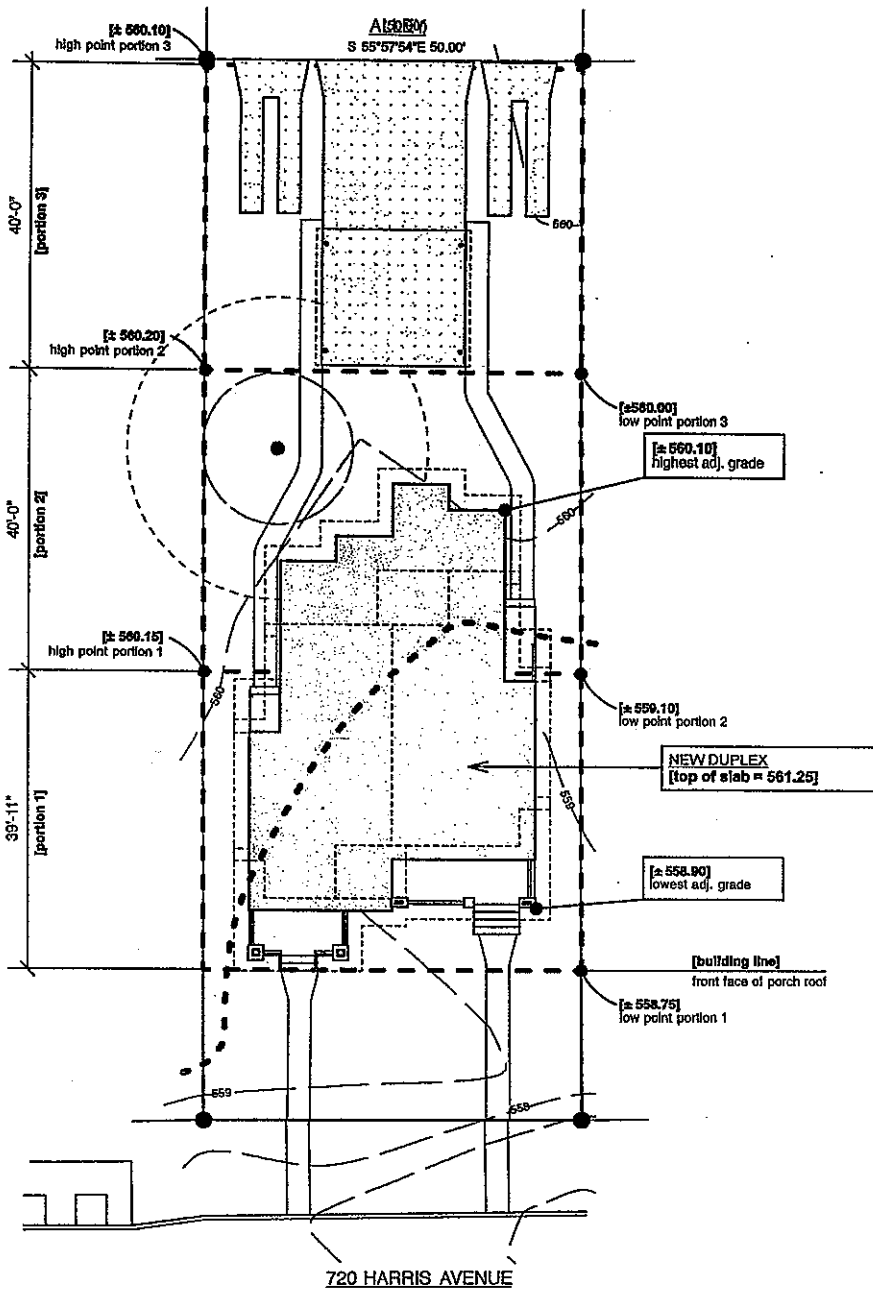 [± 560.10]
high point portion 3
S 55°57'54"E 50.00'
40'-0"
[portion 3]
560
[± 560.20]
high point portion 2
[±560.00]
low point portion 3
[± 560.10]
highest adj. grade
40'-0"
[portion 2]
560
[± 560.15]
high point portion 1
560
[± 559.10]
low point portion 2
NEW DUPLEX
[top of slab = 561.25]
559
39'-11"
[portion 1]
[± 558.90]
lowest adj. grade
[building line]
front face of porch roof
[± 558.75]
low point portion 1
559
558
720 HARRIS AVENUE